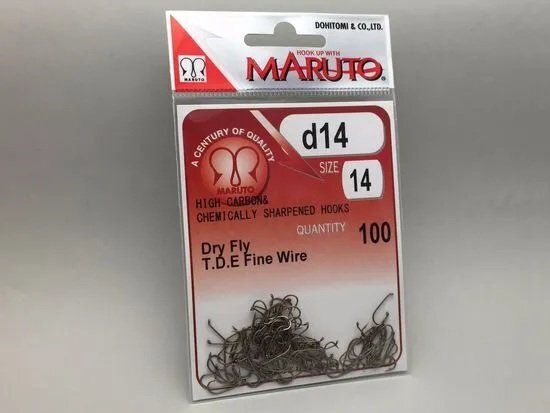 DOHITOMI & CO.,LTD.
HOOK UP WITH
MARUTO®
MARUTO
A CENTURY OF QUALITY
d14
SIZE
14
MARUTO
HIGH CARBON&
CHEMICALLY SHARPENED HOOKS
QUANTITY 100
Dry Fly
T.D.E Fine Wire